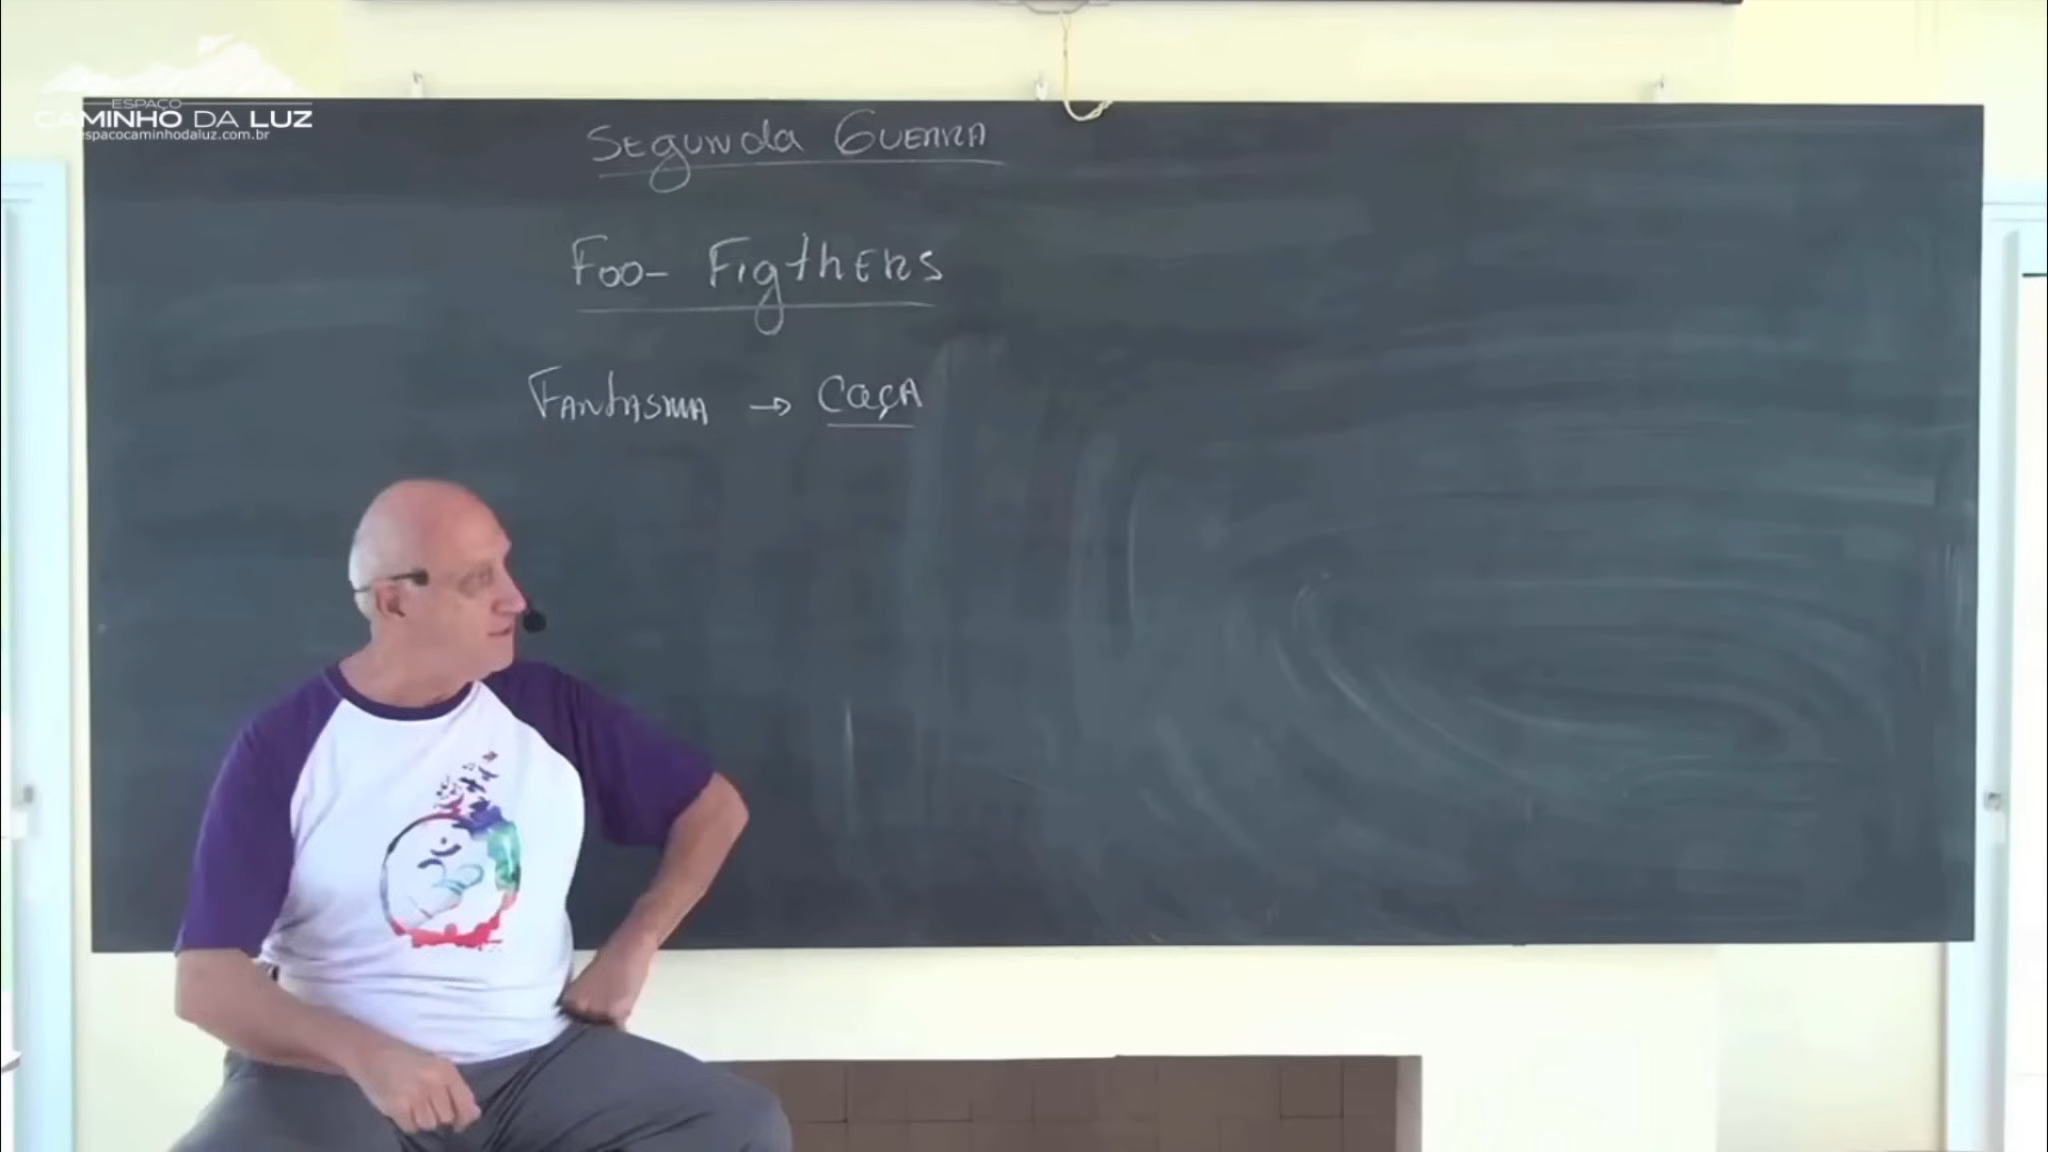 ESPAÇO
CAMINHO DA LUZ
espacocaminhodaluz.com.br
Segunda Guerra
Foo- Figthers
Fantasma → Caça